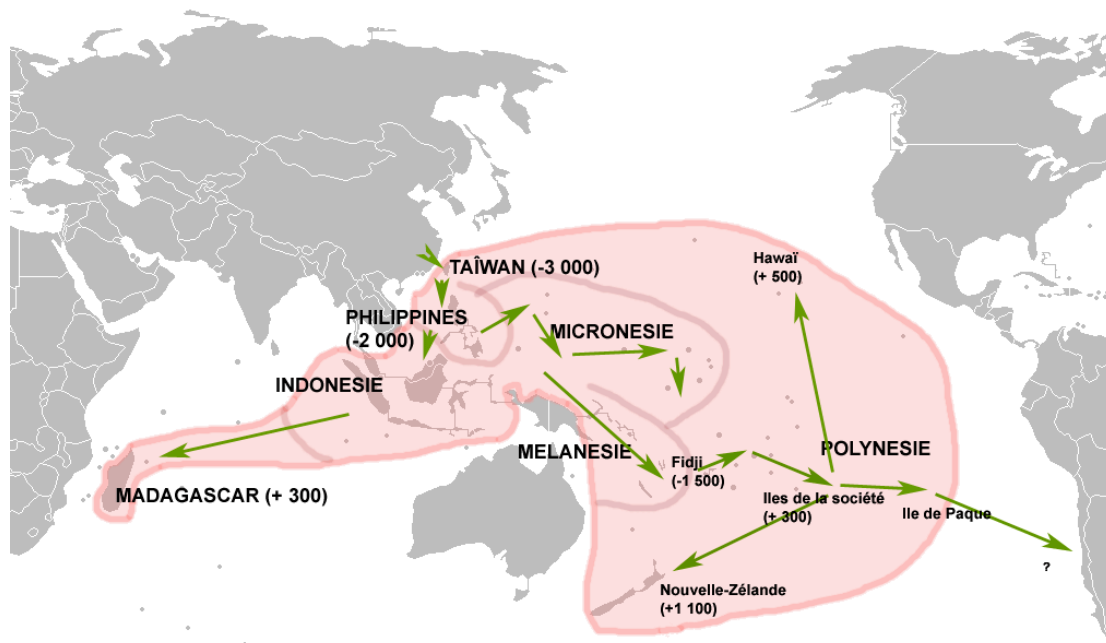 Hawaï
(+ 500)
TAÎWAN (-3 000)
PHILIPPINES
(-2 000)
MICRONESIE
INDONESIE
MELANESIE
POLYNESIE
Fidji
(-1 500)
MADAGASCAR (+ 300)
Iles de la société
(+ 300)
Ile de Paque
?
Nouvelle-Zélande
(+1 100)